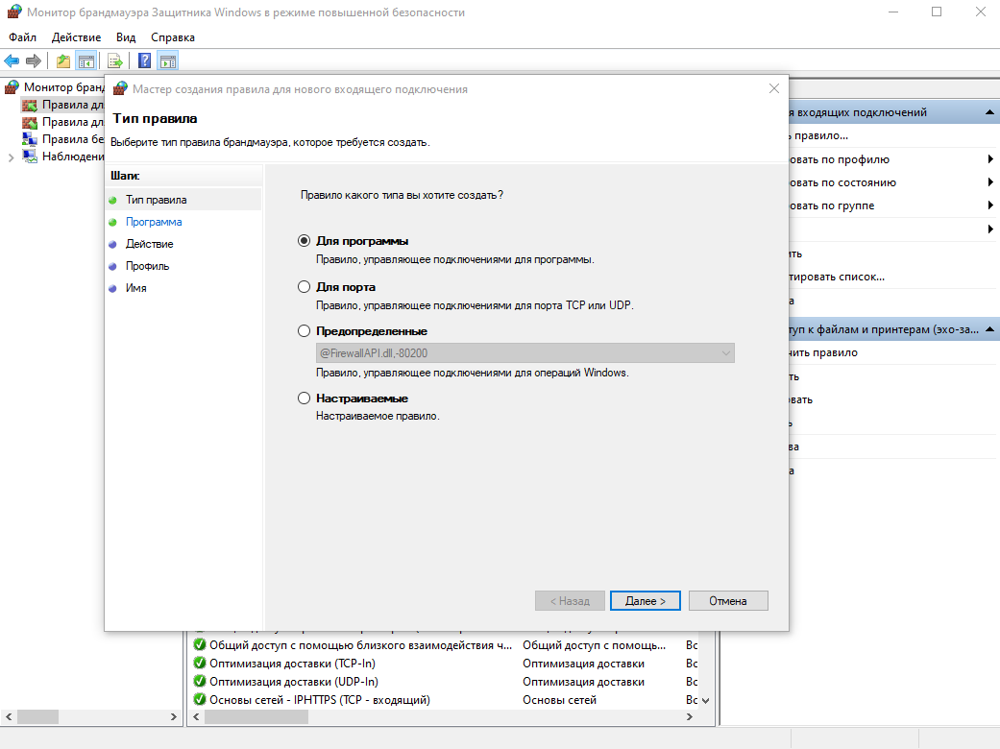 Монитор брандмауэра Защитника Windows в режиме повышенной безопасности
Файл Действие Вид Справка
Монитор бранд
Правила дл
Правила дл
Правила бе
Наблюдени
Мастер создания правила для нового входящего подключения
Тип правила
Выберите тип правила брандмауэра, которое требуется создать.
Шаги:
Тип правила
Программа
Действие
Профиль
Имя
Правило какого типа вы хотите создать?
Для программы
Правило, управляющее подключениями для программы.
Для порта
Правило, управляющее подключениями для порта TCP или UDP.
Предопределенные
@FirewallAPI.dll,-80200
Правило, управляющее подключениями для операций Windows.
Настраиваемые
Настраиваемое правило.
< Назад Далее > Отмена
я входящих подключений
ь правило...
овать по профилю
овать по состоянию
овать по группе
ить
тировать список...
а
туп к файлам и принтерам (эхо-за...
чить правило
ть
вать
ь
ва
а
Общий доступ с помощью близкого взаимодействия ч... Общий доступ с помощь... Вс
Оптимизация доставки (TCP-In) Оптимизация доставки Вс
Оптимизация доставки (UDP-In) Оптимизация доставки Вс
Основы сетей - IPHTTPS (TCP - входящий) Основы сетей Вс